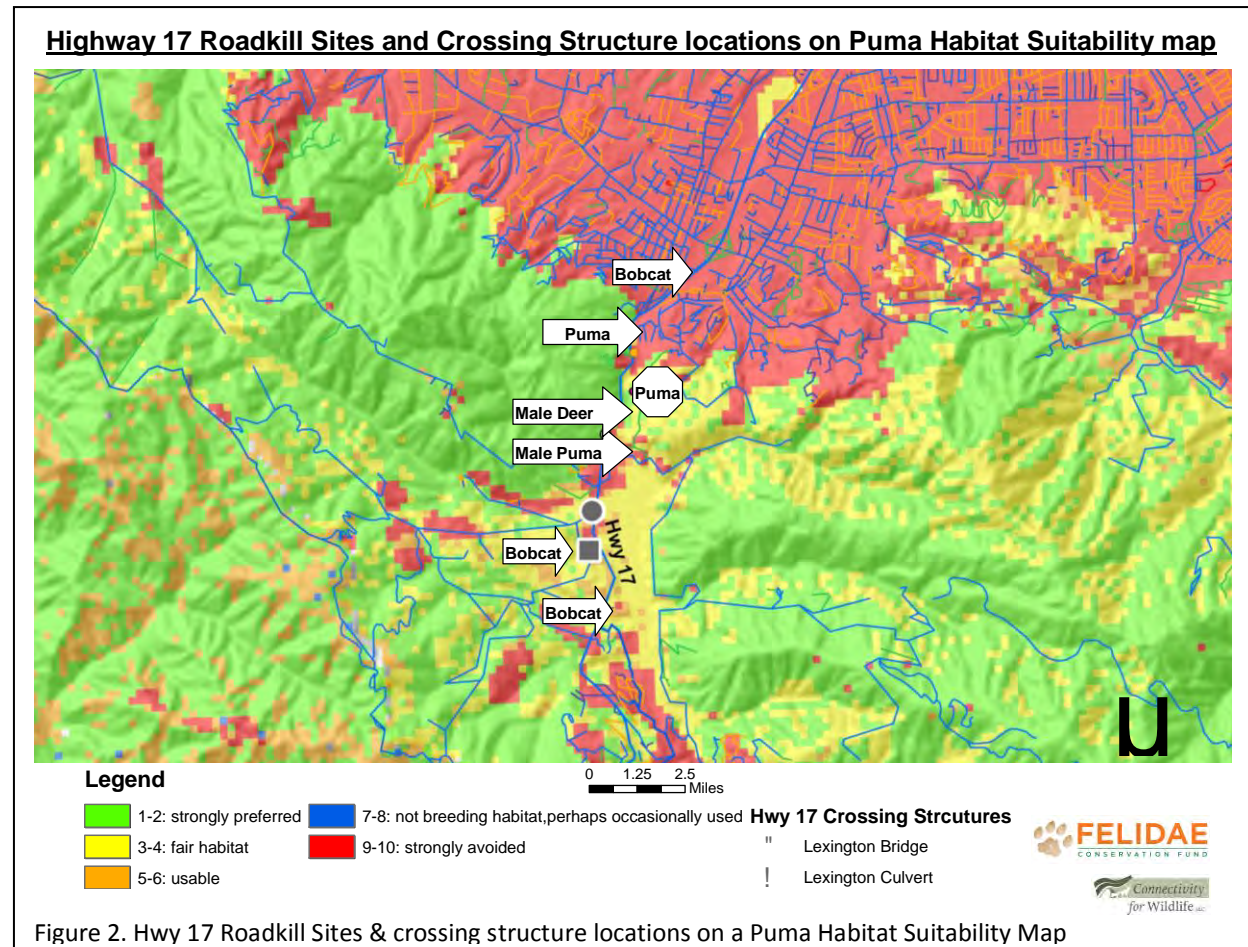 Highway 17 Roadkill Sites and Crossing Structure locations on Puma Habitat Suitability map
Bobcat
Puma
Puma
Male Deer
Male Puma
Hwy 17
Bobcat
Bobcat
u
Legend
1-2: strongly preferred
3-4: fair habitat
5-6: usable
7-8: not breeding habitat,perhaps occasionally used
9-10: strongly avoided
0 1.25 2.5
Miles
Hwy 17 Crossing Strcutures
" Lexington Bridge
! Lexington Culvert
FELIDAE
CONSERVATION FUND
Connectivity
for Wildlife
Figure 2. Hwy 17 Roadkill Sites & crossing structure locations on a Puma Habitat Suitability Map